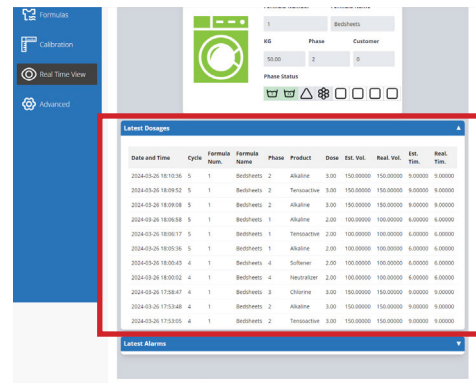 Formula Number Formula Name
Formulas
1 Bedsheets
KG Phase Customer
Calibration
50.00 2 0
Real Time View
Phase Status
Advanced
Latest Dosages
Date and Time Cycle Formula Num. Formula Name Phase Product Dose Est. Vol. Real. Vol. Est. Tim. Real. Tim.
2024-03-26 18:10:36 5 1 Bedsheets 2 Alkaline 3.00 150.00000 150.00000 9.00000 9.00000
2024-03-26 18:09:52 5 1 Bedsheets 2 Tensoactive 3.00 150.00000 150.00000 9.00000 9.00000
2024-03-26 18:09:08 5 1 Bedsheets 2 Alkaline 3.00 150.00000 150.00000 9.00000 9.00000
2024-03-26 18:06:58 5 1 Bedsheets 1 Alkaline 2.00 100.00000 100.00000 6.00000 6.00000
2024-03-26 18:06:17 5 1 Bedsheets 1 Tensoactive 2.00 100.00000 100.00000 6.00000 6.00000
2024-03-26 18:05:36 5 1 Bedsheets 1 Alkaline 2.00 100.00000 100.00000 6.00000 6.00000
2024-03-26 18:00:43 4 1 Bedsheets 4 Softener 2.00 100.00000 100.00000 6.00000 6.00000
2024-03-26 18:00:02 4 1 Bedsheets 4 Neutralizer 2.00 100.00000 100.00000 6.00000 6.00000
2024-03-26 17:58:47 4 1 Bedsheets 3 Chlorine 3.00 150.00000 150.00000 9.00000 9.00000
2024-03-26 17:53:48 4 1 Bedsheets 2 Alkaline 3.00 150.00000 150.00000 9.00000 9.00000
2024-03-26 17:53:05 4 1 Bedsheets 2 Tensoactive 3.00 150.00000 150.00000 9.00000 9.00000
Latest Alarms